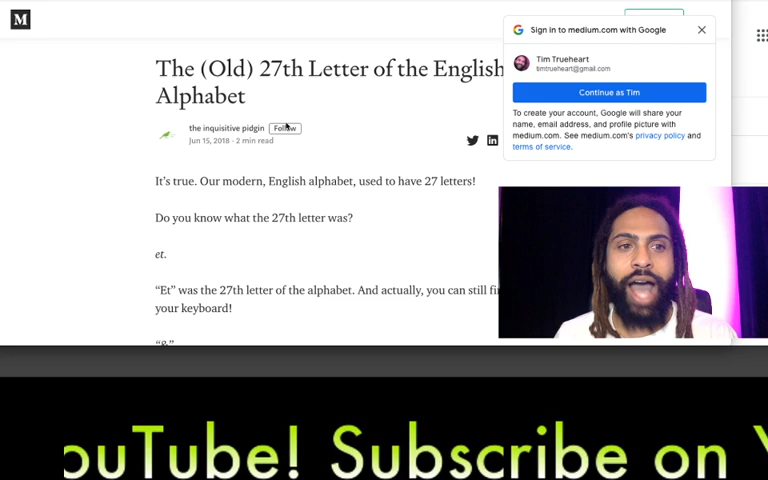 M
The (Old) 27th Letter of the English
Alphabet
the inquisitive pidgin Follow
Jun 15, 2018 · 2 min read
It's true. Our modern, English alphabet, used to have 27 letters!
Do you know what the 27th letter was?
et.
"Et" was the 27th letter of the alphabet. And actually, you can still
your keyboard!
"&"
Sign in to medium.com with Google
Tim Trueheart
timtrueheart@gmail.com
Continue as Tim
To create your account, Google will share your
name, email address, and profile picture with
medium.com. See medium.com's privacy policy and
terms of service.
ouTube! Subscribe on Y